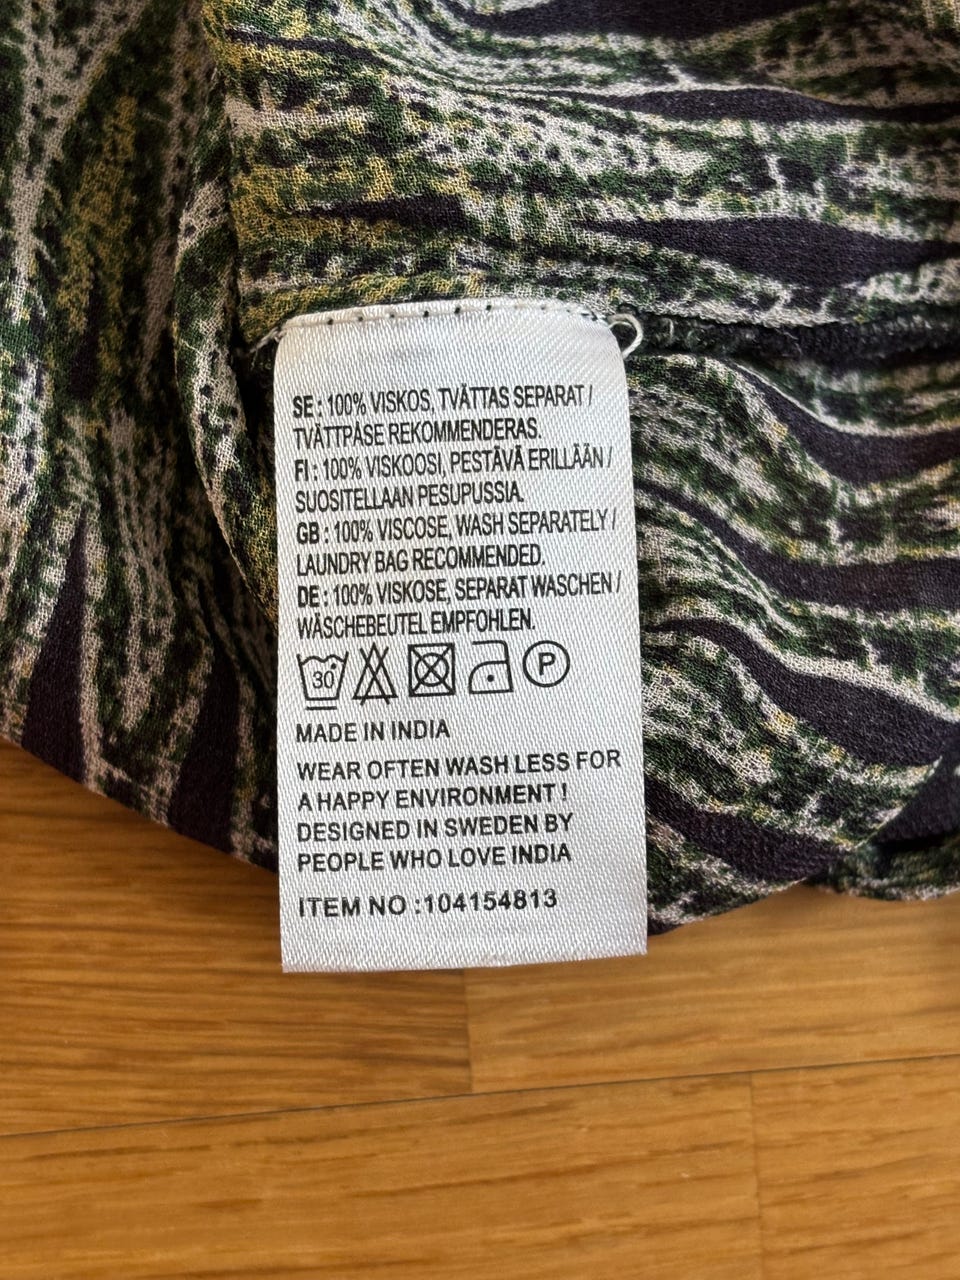 SE : 100% VISKOS, TVÄTTAS SEPARAT /
TVÄTTPÅSE REKOMMENDERAS.
FI : 100% VISKOOSI, PESTÄVÄ ERILLÄÄN /
SUOSITELLAAN PESUPUSSIA.
GB : 100% VISCOSE, WASH SEPARATELY /
LAUNDRY BAG RECOMMENDED.
DE : 100% VISKOSE, SEPARAT WASCHEN /
WÄSCHEBEUTEL EMPFOHLEN.
30 P
MADE IN INDIA
WEAR OFTEN WASH LESS FOR
A HAPPY ENVIRONMENT !
DESIGNED IN SWEDEN BY
PEOPLE WHO LOVE INDIA
ITEM NO :104154813